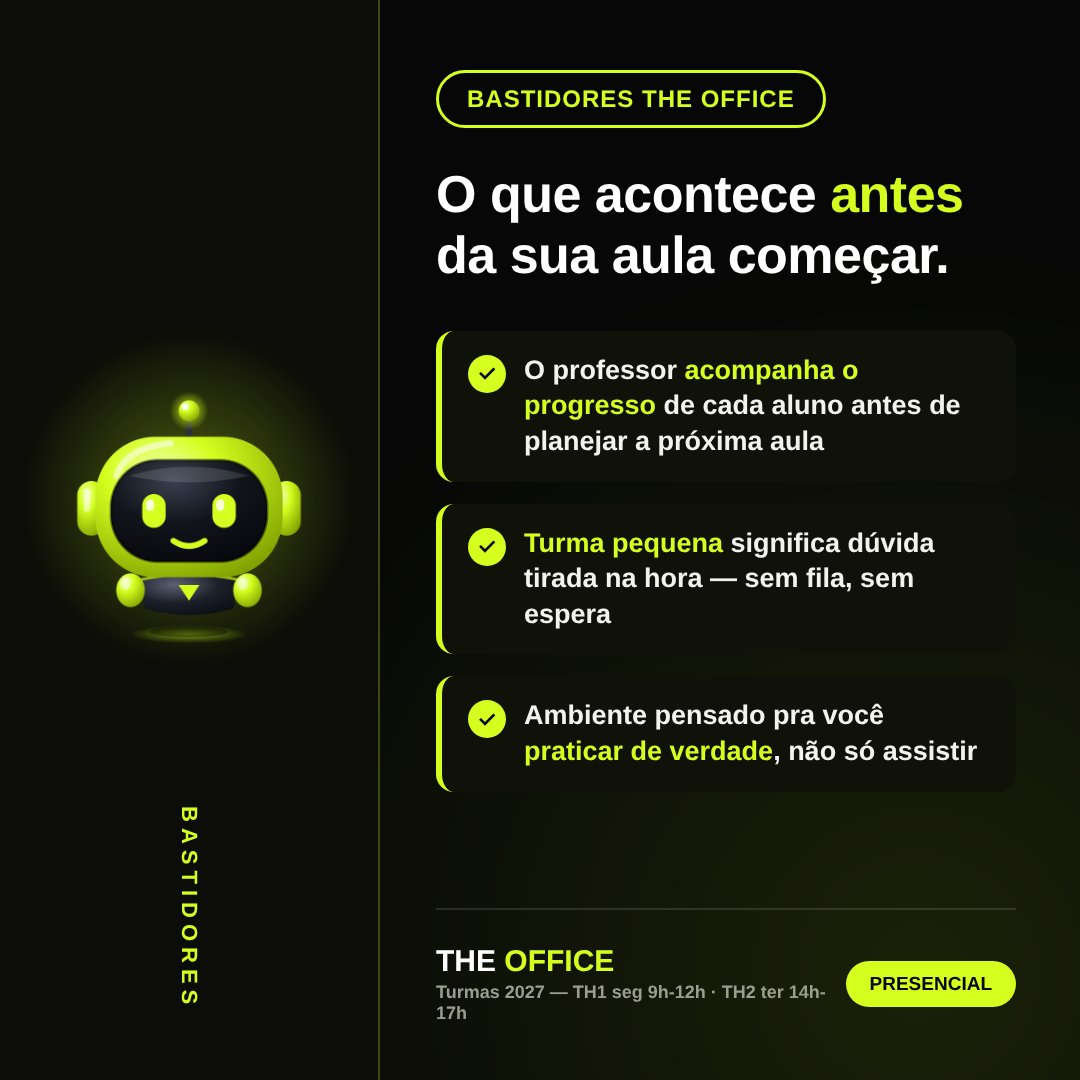 BASTIDORES THE OFFICE
O que acontece antes
da sua aula começar.
O professor acompanha o
progresso de cada aluno antes de
planejar a próxima aula
Turma pequena significa dúvida
tirada na hora — sem fila, sem
espera
Ambiente pensado pra você
praticar de verdade, não só assistir
BASTIDORES
THE OFFICE
Turmas 2027 — TH1 seg 9h-12h · TH2 ter 14h-
17h
PRESENCIAL